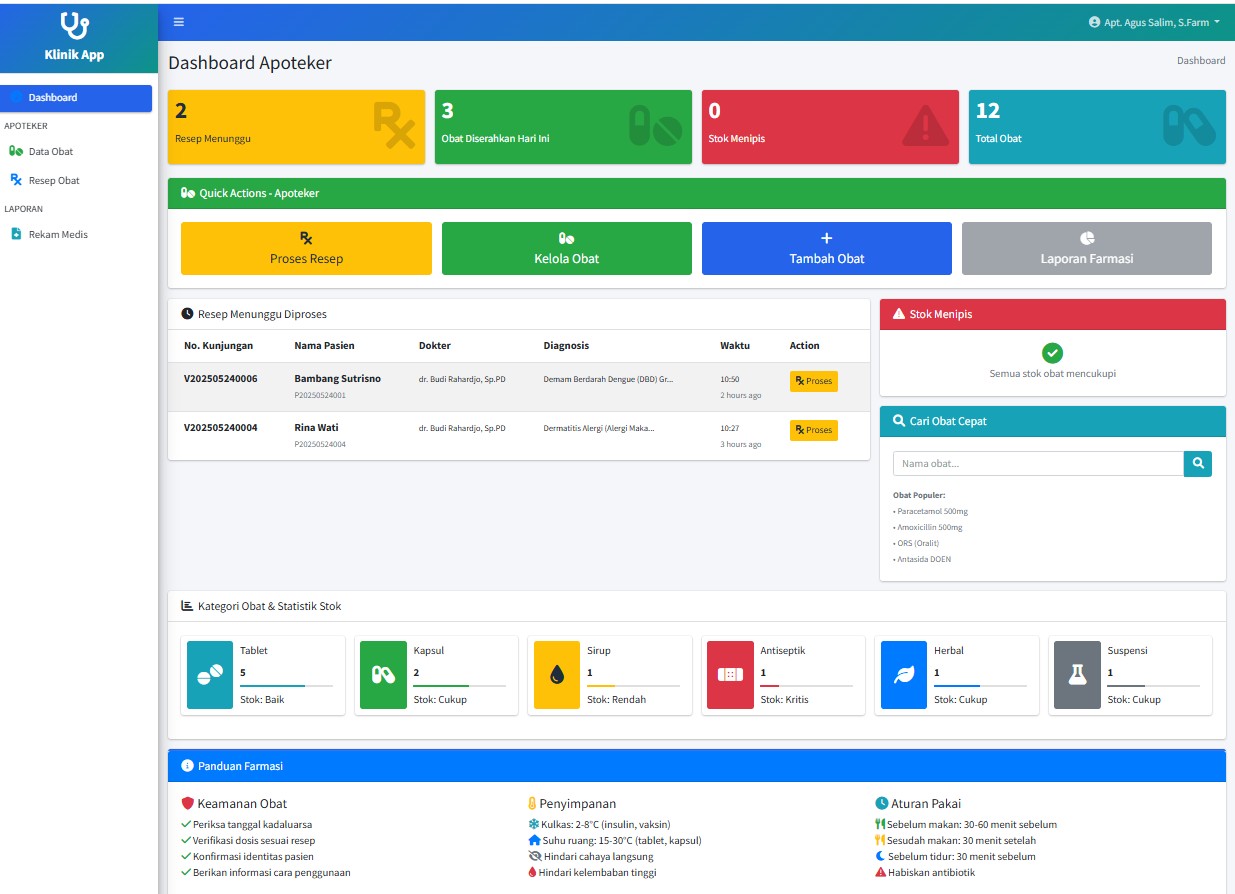 Klinik App
Apt. Agus Salim, S.Farm
Dashboard
APOTEKER
Data Obat
Resep Obat
LAPORAN
Rekam Medis
Dashboard Apoteker
Dashboard
2
Resep Menunggu
3
Obat Diserahkan Hari Ini
0
Stok Menipis
12
Total Obat
Quick Actions - Apoteker
Proses Resep
Kelola Obat
Tambah Obat
Laporan Farmasi
Resep Menunggu Diproses
No. Kunjungan Nama Pasien Dokter Diagnosis Waktu Action
V202505240006 Bambang Sutrisno dr. Budi Rahardjo, Sp.PD Demam Berdarah Dengue (DBD) Gr... 10:50 Proses
P20250524001 2 hours ago
V202505240004 Rina Wati dr. Budi Rahardjo, Sp.PD Dermatitis Alergi (Alergi Maka... 10:27 Proses
P20250524004 3 hours ago
Stok Menipis
Semua stok obat mencukupi
Cari Obat Cepat
Nama obat...
Obat Populer:
• Paracetamol 500mg
• Amoxicillin 500mg
• ORS (Oralit)
• Antasida DOEN
Kategori Obat & Statistik Stok
Tablet
5
Stok: Baik
Kapsul
2
Stok: Cukup
Sirup
1
Stok: Rendah
Antiseptik
1
Stok: Kritis
Herbal
1
Stok: Cukup
Suspensi
1
Stok: Cukup
Panduan Farmasi
Keamanan Obat
Periksa tanggal kadaluarsa
Verifikasi dosis sesuai resep
Konfirmasi identitas pasien
Berikan informasi cara penggunaan
Penyimpanan
Kulkas: 2-8°C (insulin, vaksin)
Suhu ruang: 15-30°C (tablet, kapsul)
Hindari cahaya langsung
Hindari kelembaban tinggi
Aturan Pakai
Sebelum makan: 30-60 menit sebelum
Sesudah makan: 30 menit setelah
Sebelum tidur: 30 menit sebelum
Habiskan antibiotik